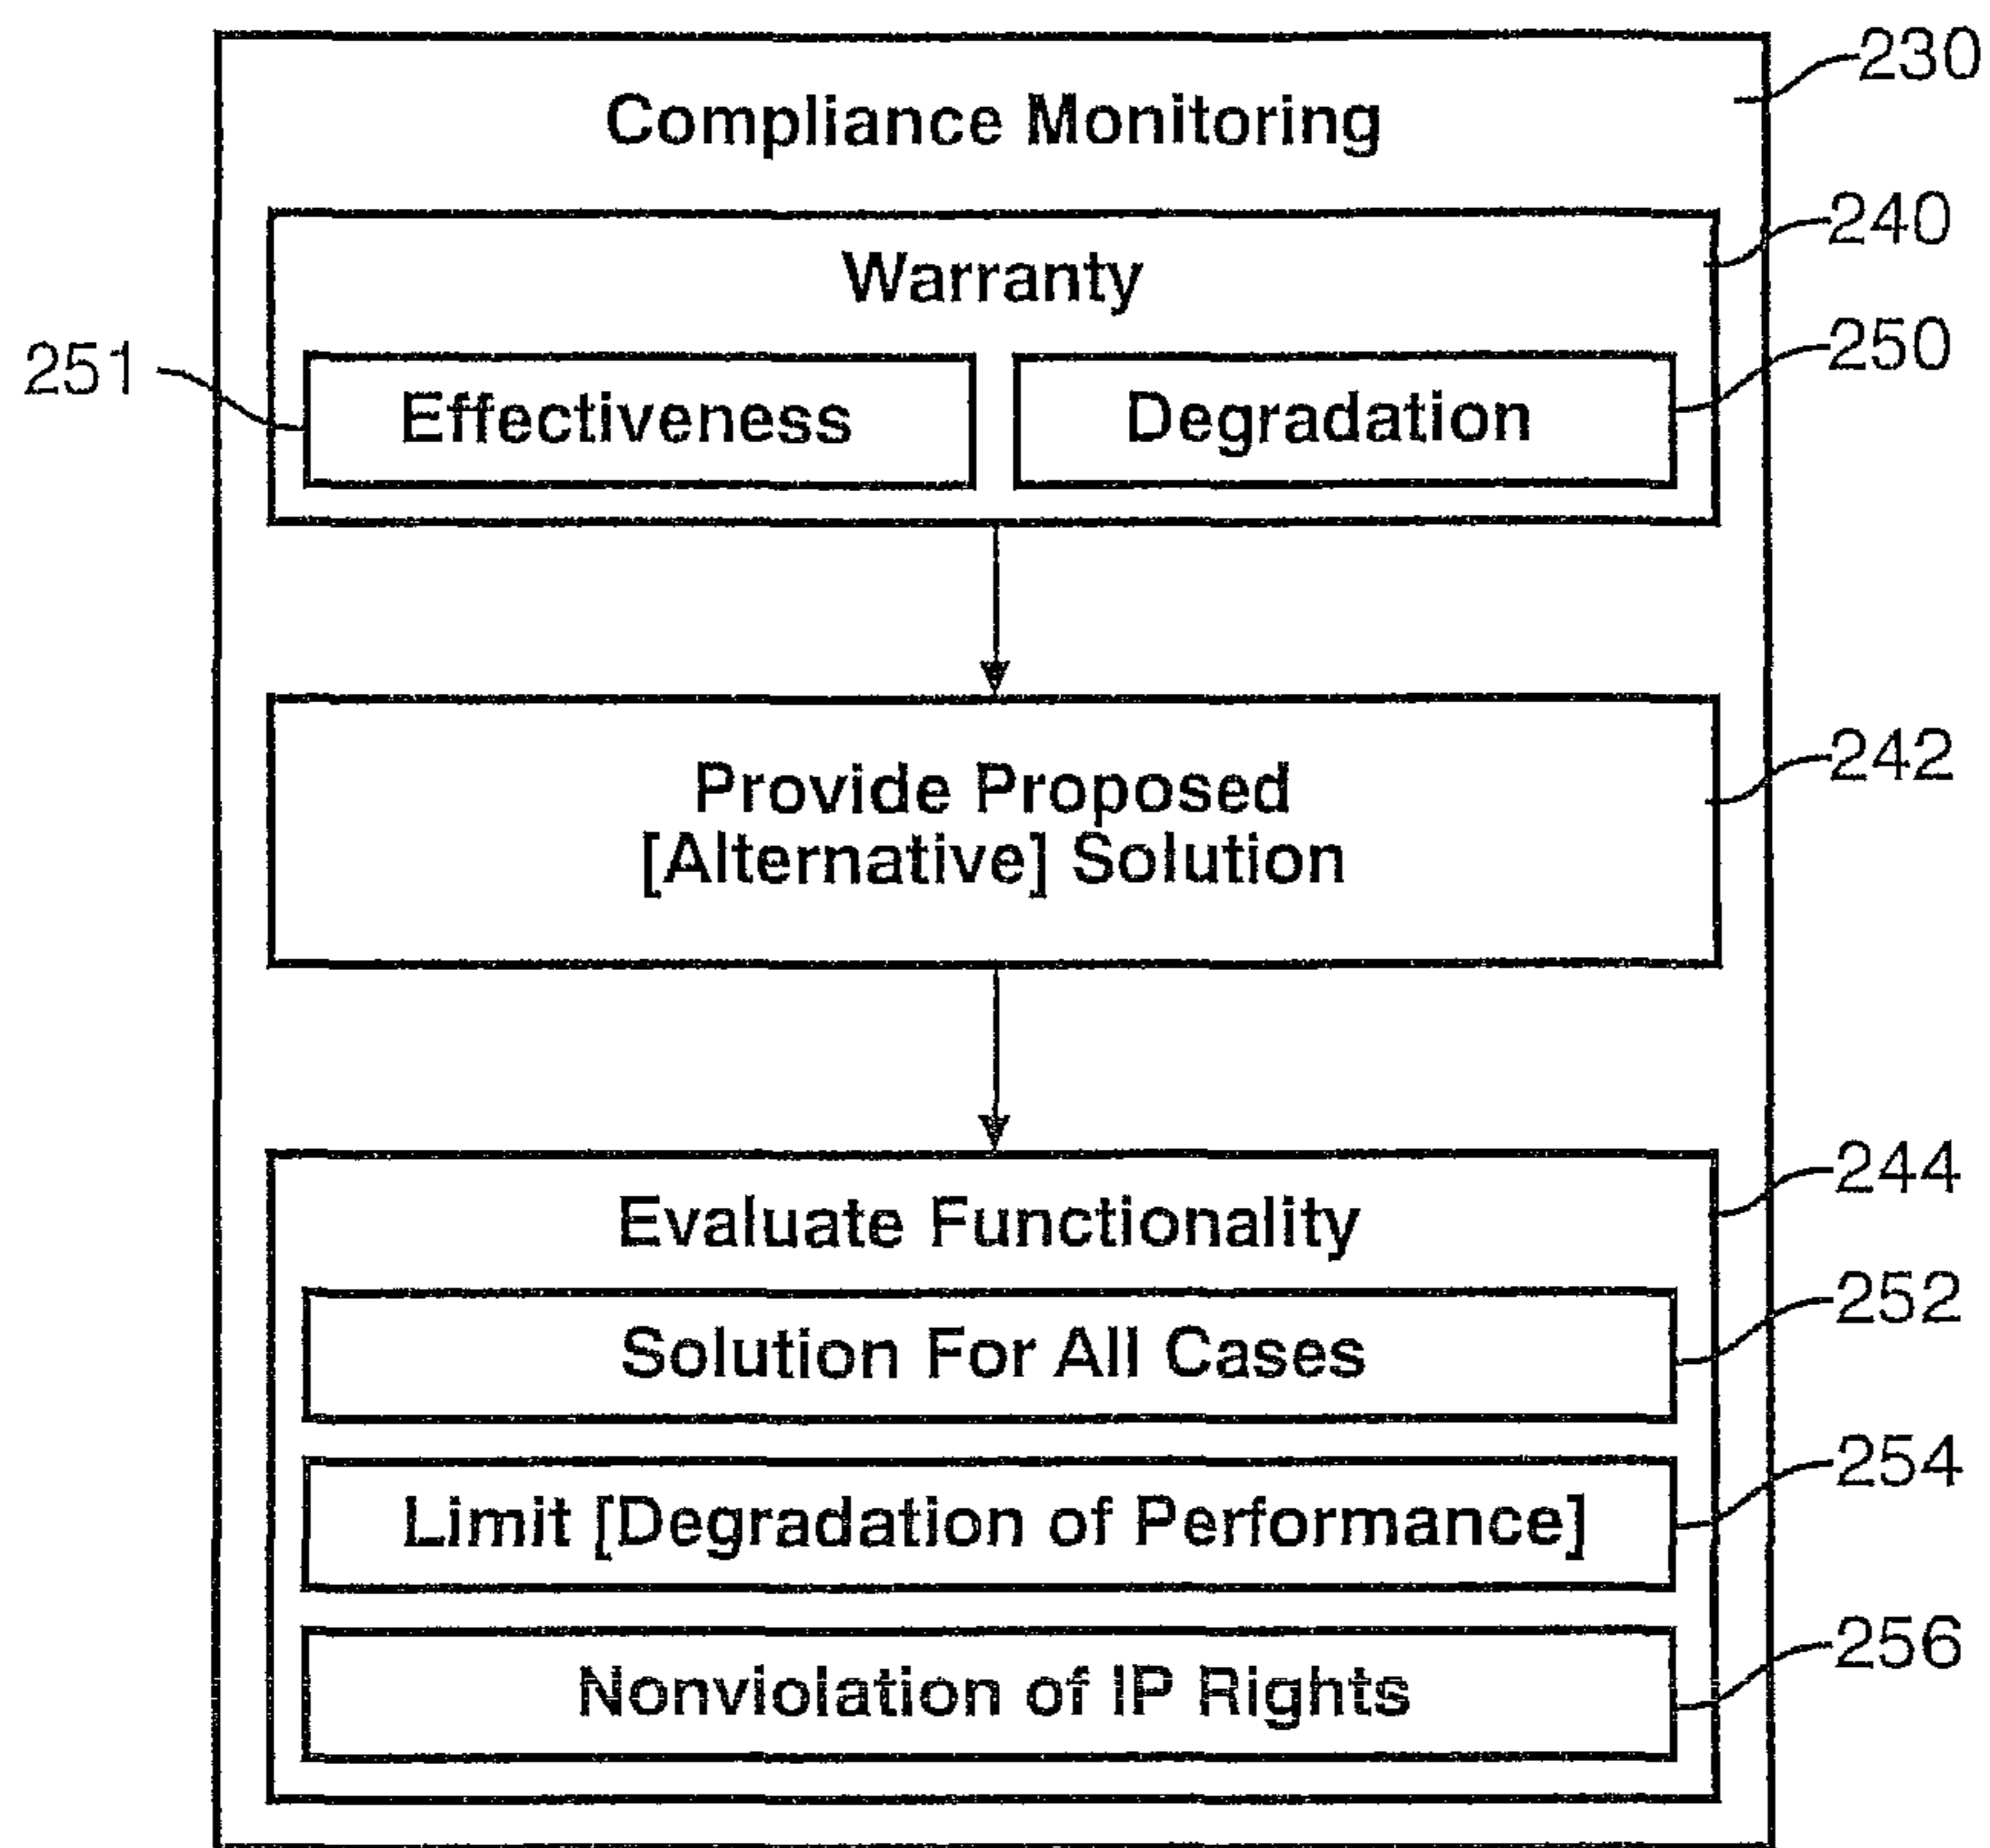 230
Compliance Monitoring
240
Warranty
250
251
Effectiveness
Degradation
242
Provide Proposed
[Alternative] Solution
244
Evaluate Functionality
252
Solution For All Cases
254
Limit [Degradation of Performance]
256
Nonviolation of IP Rights